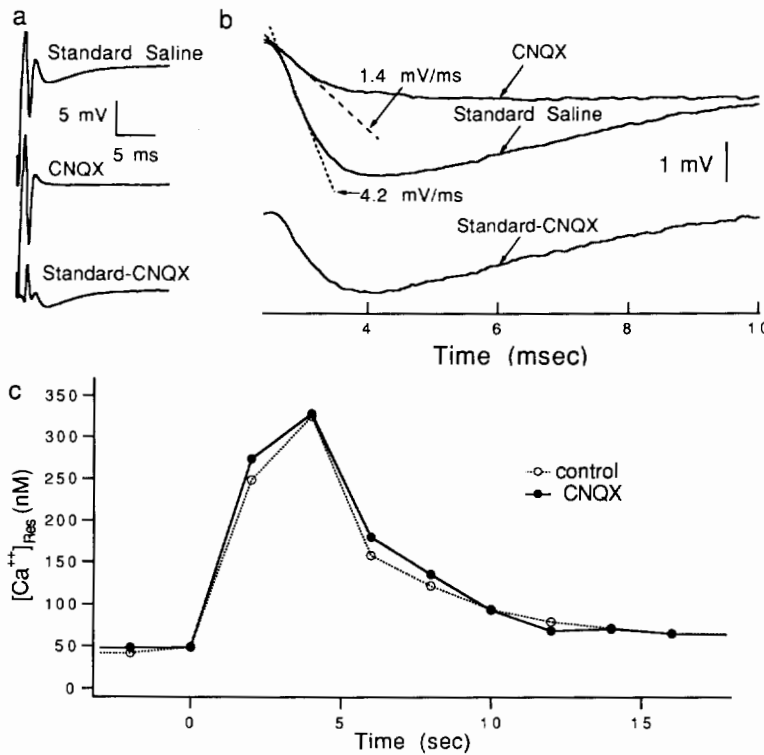 a
Standard Saline
5 mV
5 ms
CNQX
Standard-CNQX
b
CNQX
1.4 mV/ms
Standard Saline
1 mV
4.2 mV/ms
Standard-CNQX
4
6
8
10
Time (msec)
c
[Ca++]Res (nM)
350
300
250
200
150
100
50
0
control
CNQX
0
5
10
15
Time (sec)